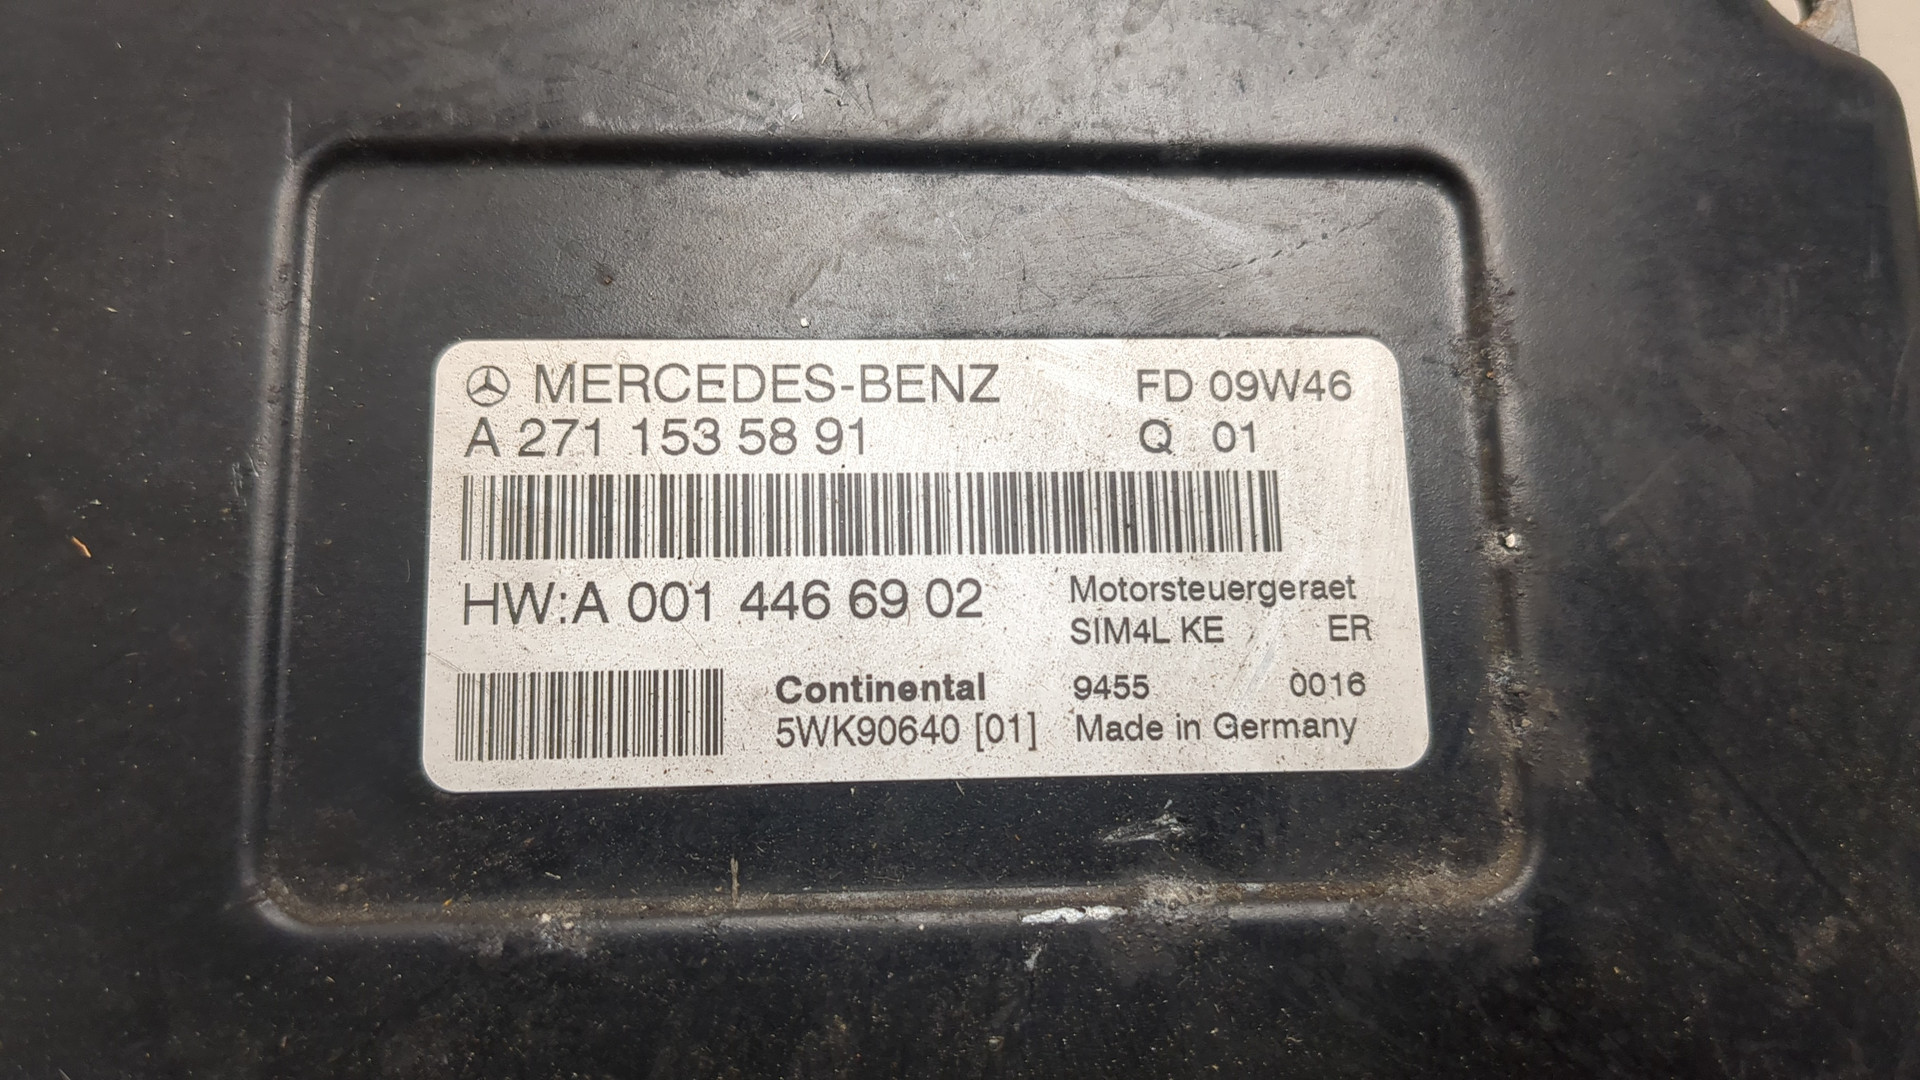 MERCEDES-BENZ FD 09W46
A 271 153 58 91 Q 01
HW:A 001 446 69 02 Motorsteuergeraet
SIM4L KE ER
Continental 9455 0016
5WK90640 [01] Made in Germany